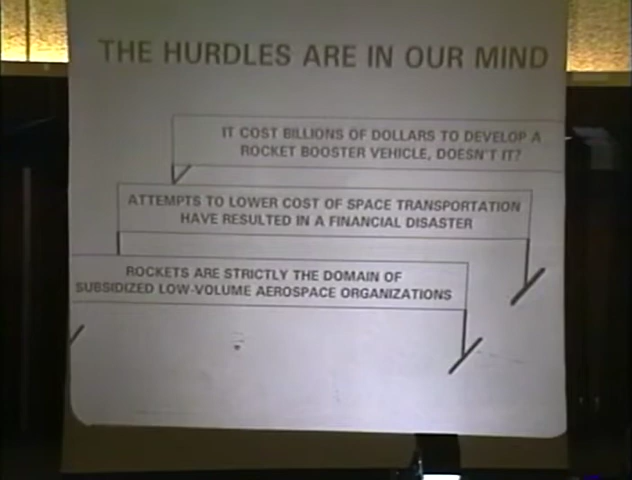 THE HURDLES ARE IN OUR MIND
IT COST BILLIONS OF DOLLARS TO DEVELOP A
ROCKET BOOSTER VEHICLE, DOESN'T IT?
ATTEMPTS TO LOWER COST OF SPACE TRANSPORTATION
HAVE RESULTED IN A FINANCIAL DISASTER
ROCKETS ARE STRICTLY THE DOMAIN OF
SUBSIDIZED LOW-VOLUME AEROSPACE ORGANIZATIONS